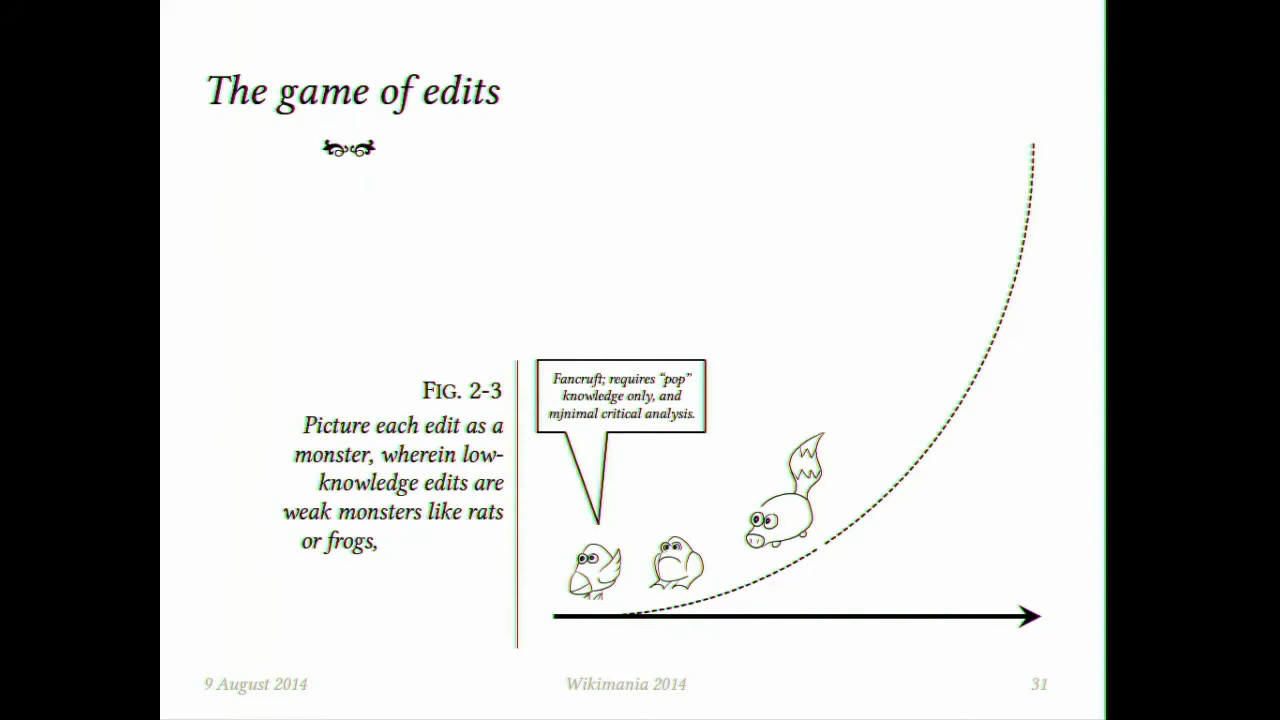 The game of edits
FIG. 2-3
Picture each edit as a
monster, wherein low-
knowledge edits are
weak monsters like rats
or frogs,
Fancruft; requires “pop”
knowledge only, and
mjnimal critical analysis.
9 August 2014
Wikimania 2014
31